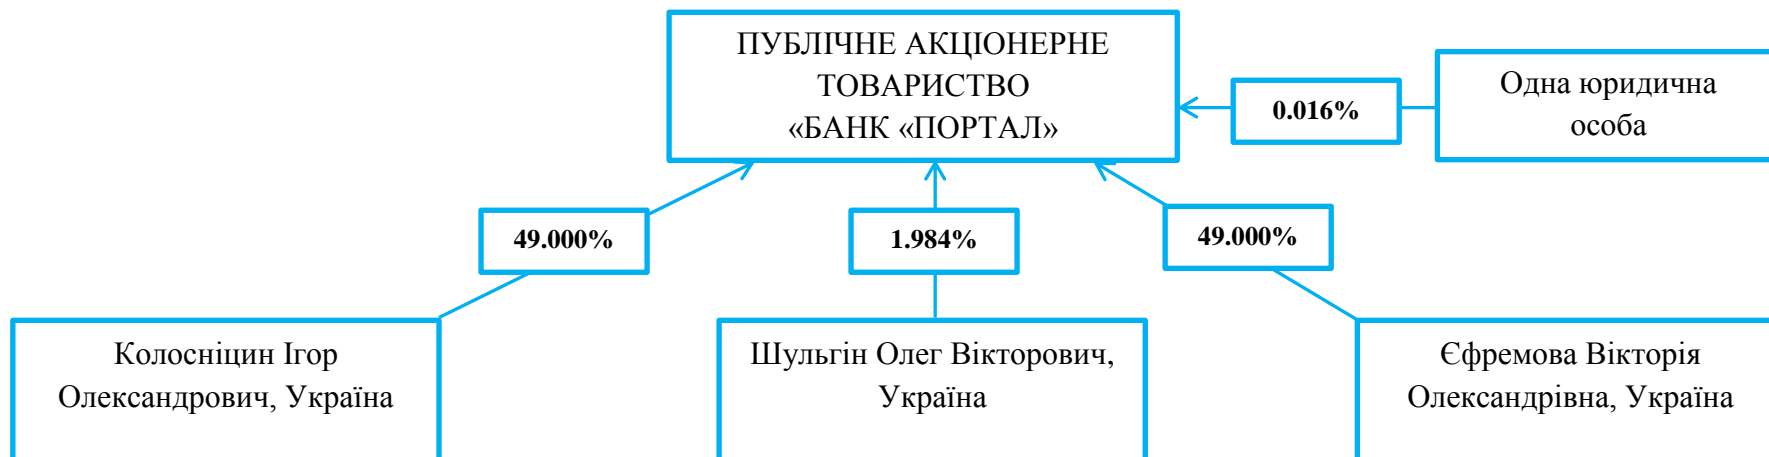 ПУБЛІЧНЕ АКЦІОНЕРНЕ
ТОВАРИСТВО
«БАНК «ПОРТАЛ»
0.016%
Одна юридична
особа
49.000%
1.984%
49.000%
Колосніцин Ігор
Олександрович, Україна
Шульгін Олег Вікторович,
Україна
Єфремова Вікторія
Олександрівна, Україна